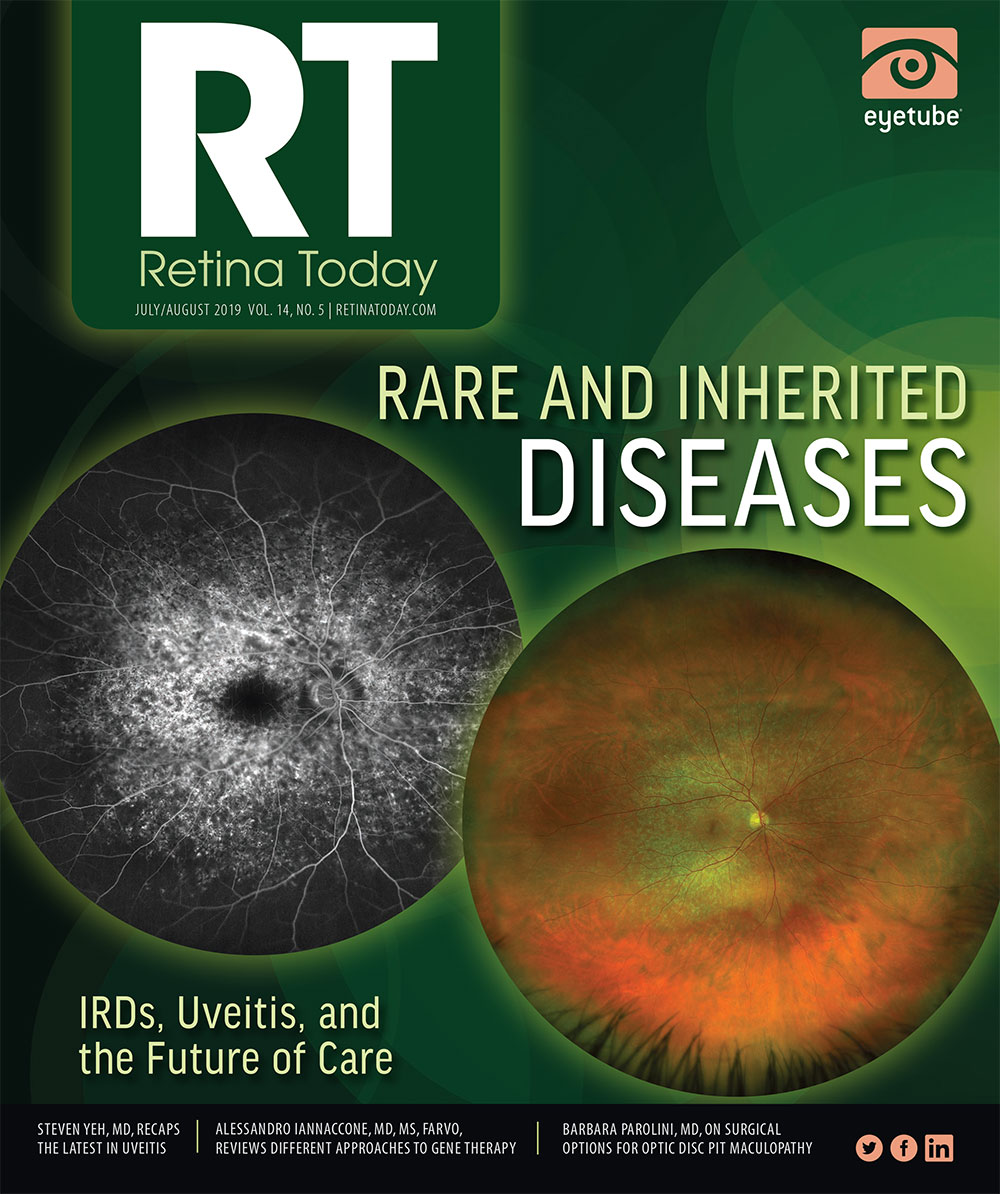 RT
Retina Today
JULY/AUGUST 2019 VOL. 14, NO. 5 | RETINATODAY.COM
eyetube
RARE AND INHERITED
DISEASES
IRDs, Uveitis, and
the Future of Care
STEVEN YEH, MD, RECAPS
THE LATEST IN UVEITIS
ALESSANDRO IANNACCONE, MD, MS, FARVO,
REVIEWS DIFFERENT APPROACHES TO GENE THERAPY
BARBARA PAROLINI, MD, ON SURGICAL
OPTIONS FOR OPTIC DISC PIT MACULOPATHY
f
in